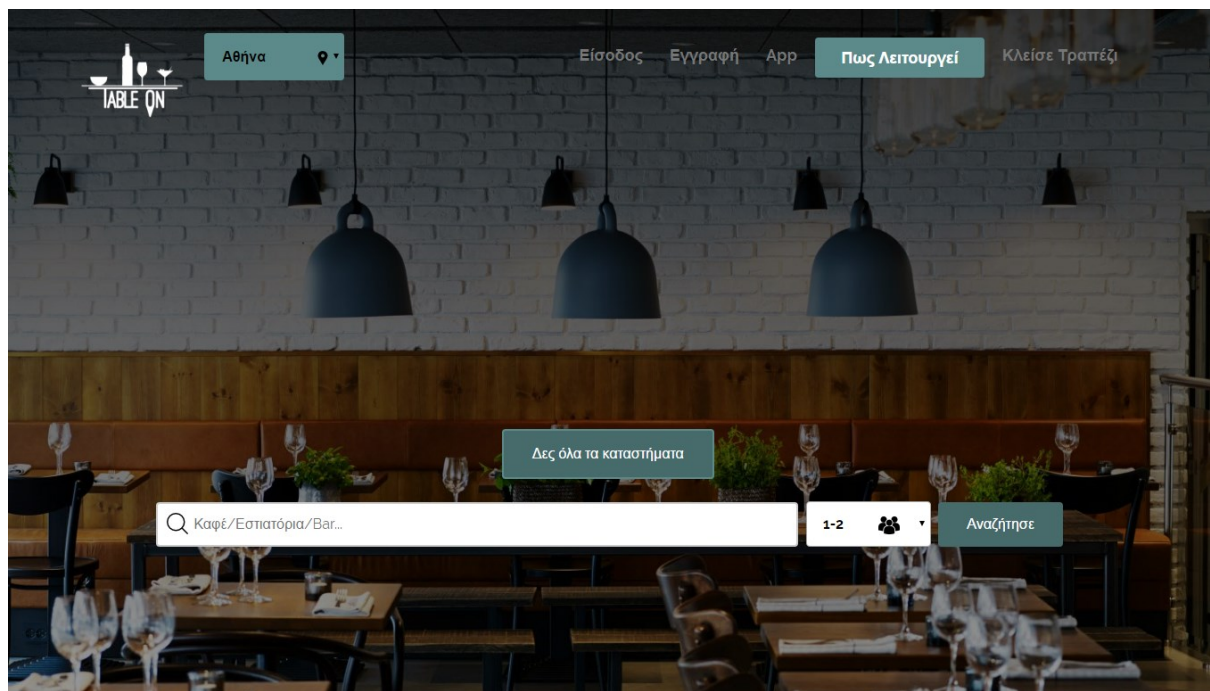 TABLE ON
Αθήνα
Είσοδος Εγγραφή App Πως Λειτουργεί Κλείσε Τραπέζι
Δες όλα τα καταστήματα
Καφέ/Εστιατόρια/Bar...
1-2
Αναζήτησε